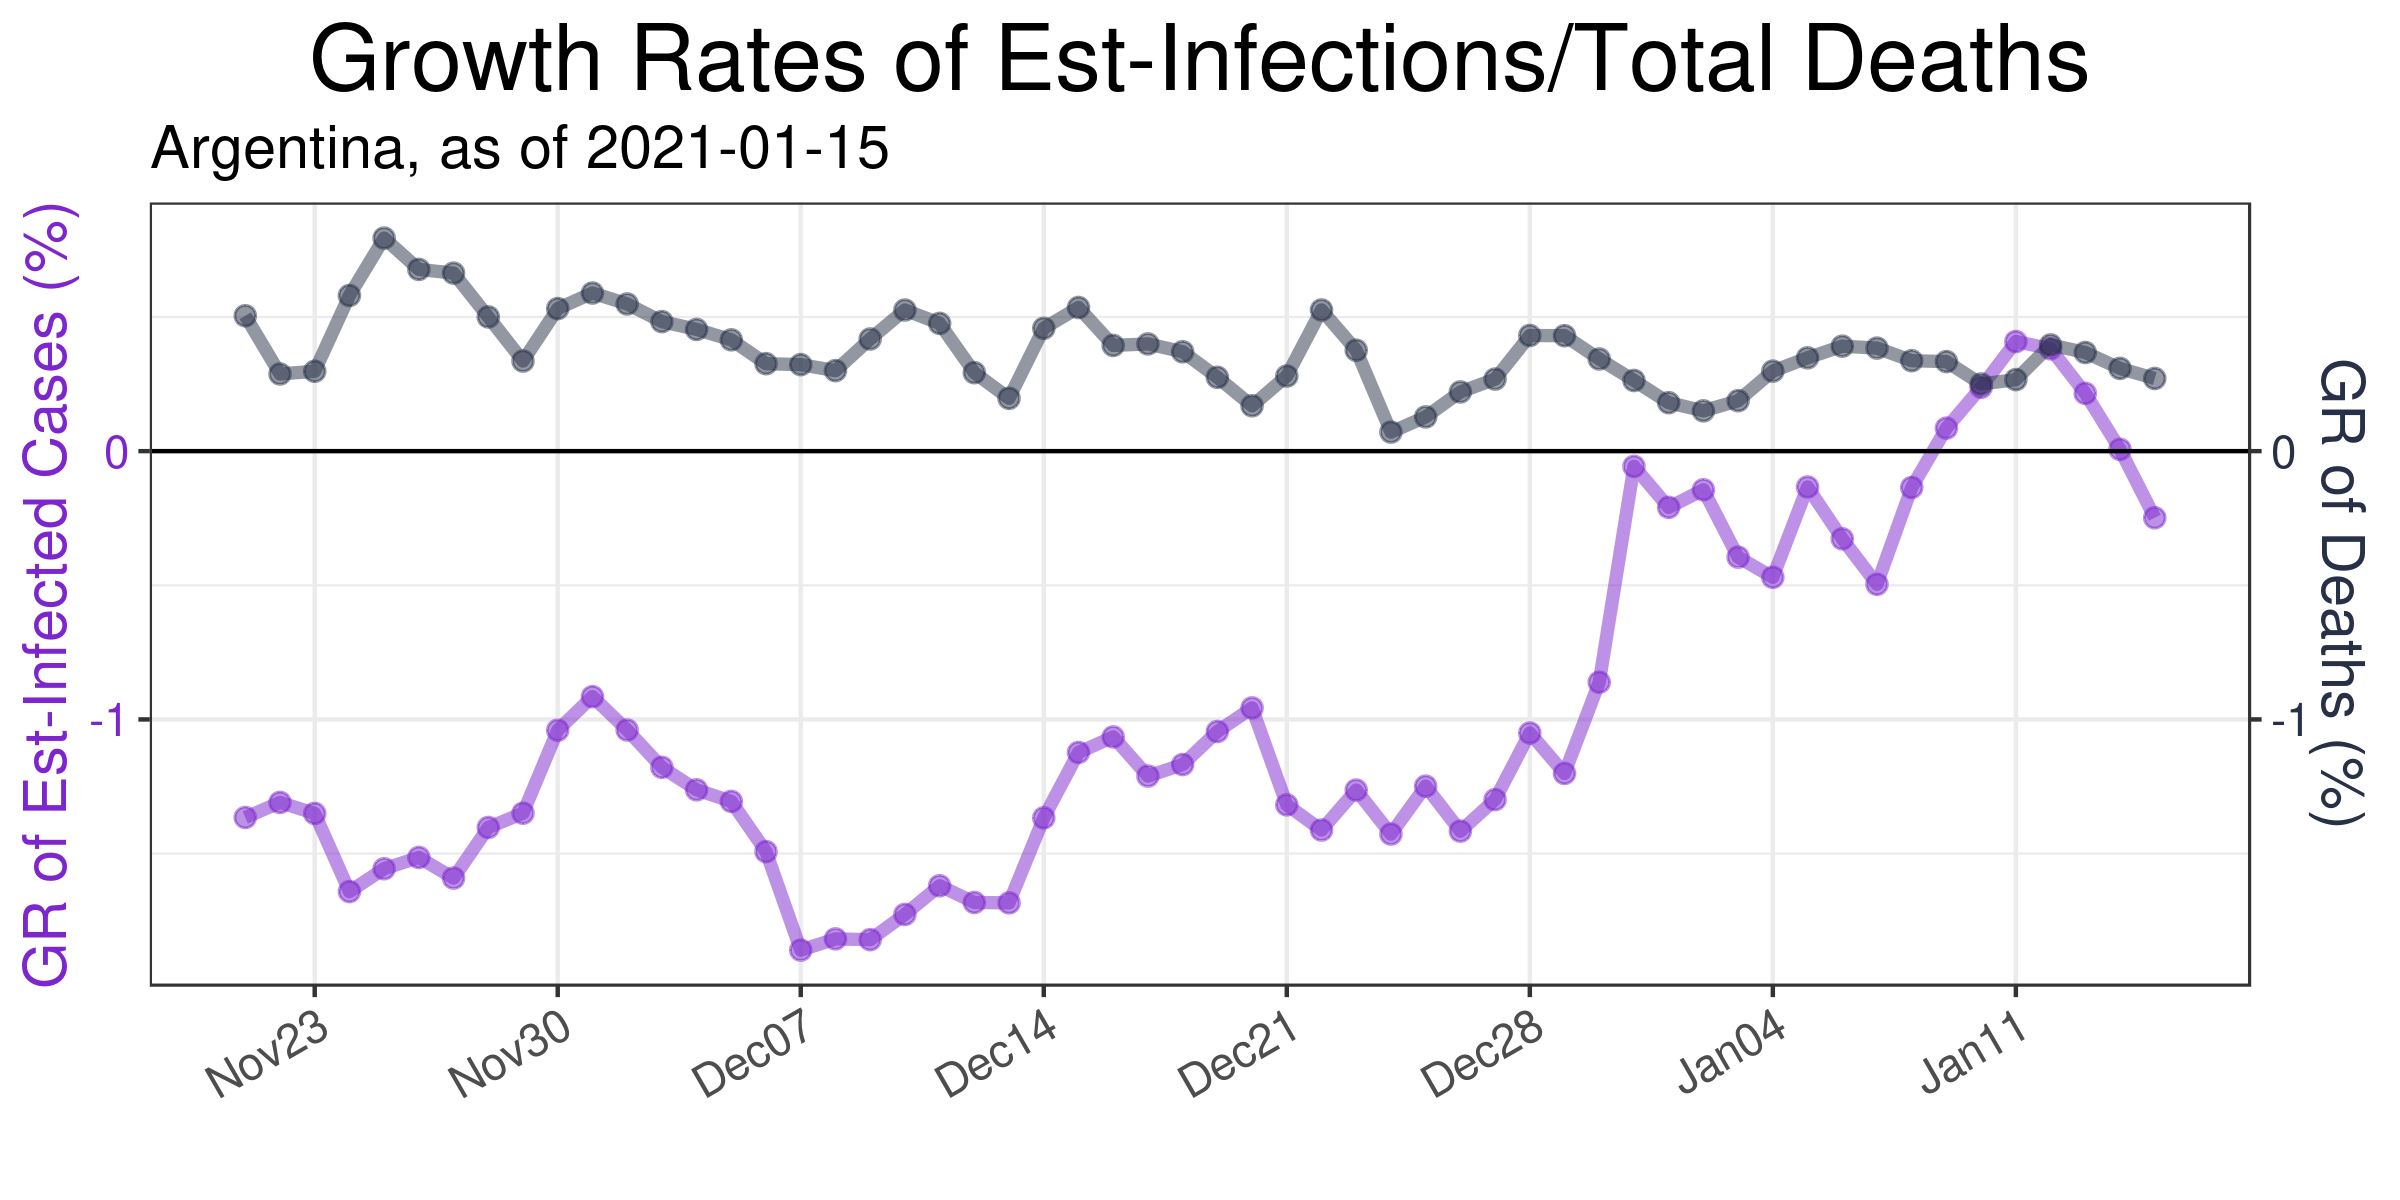 Growth Rates of Est-Infections/Total Deaths
Argentina, as of 2021-01-15
GR of Est-Infected Cases (%)
0
-1
0
-1
GR of Deaths (%)
Nov23
Nov30
Dec07
Dec14
Dec21
Dec28
Jan04
Jan11